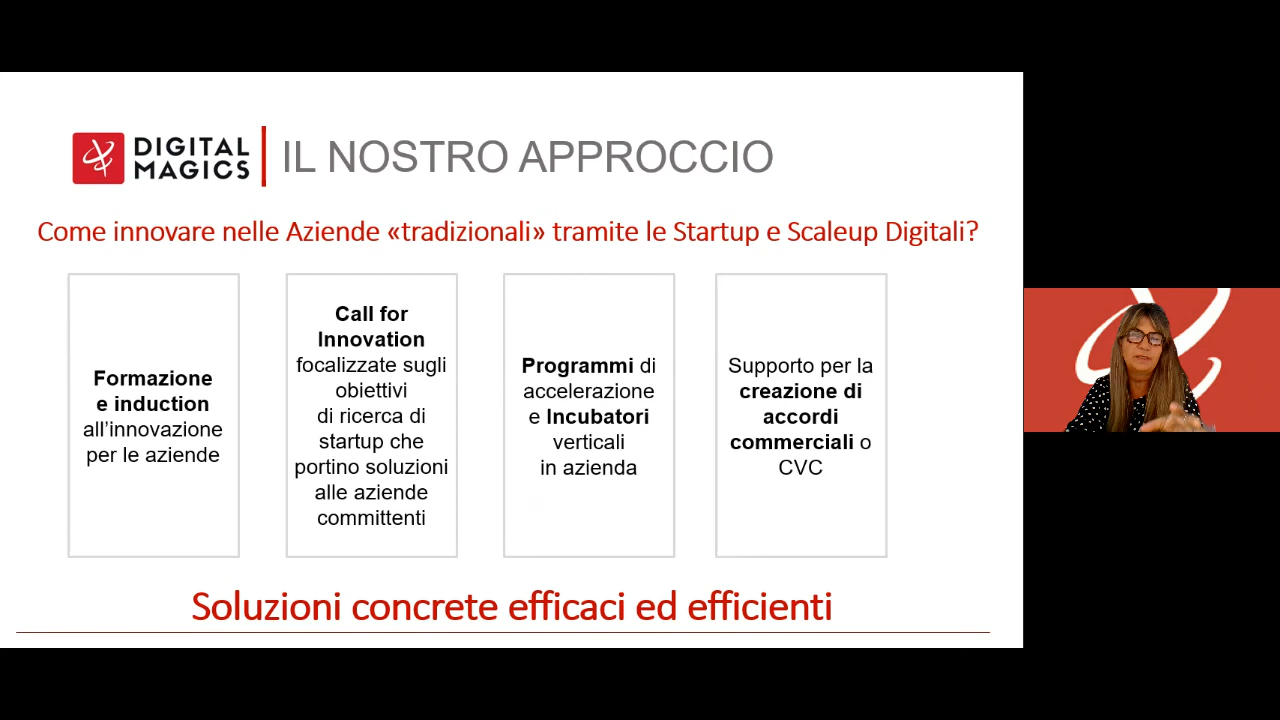 DIGITAL
MAGICS
IL NOSTRO APPROCCIO
Come innovare nelle Aziende «tradizionali» tramite le Startup e Scaleup Digitali?
Formazione
e induction
all'innovazione
per le aziende
Call for
Innovation
focalizzate sugli
obiettivi
di ricerca di
startup che
portino soluzioni
alle aziende
committenti
Programmi di
accelerazione
e Incubatori
verticali
in azienda
Supporto per la
creazione di
accordi
commerciali o
CVC
Soluzioni concrete efficaci ed efficienti